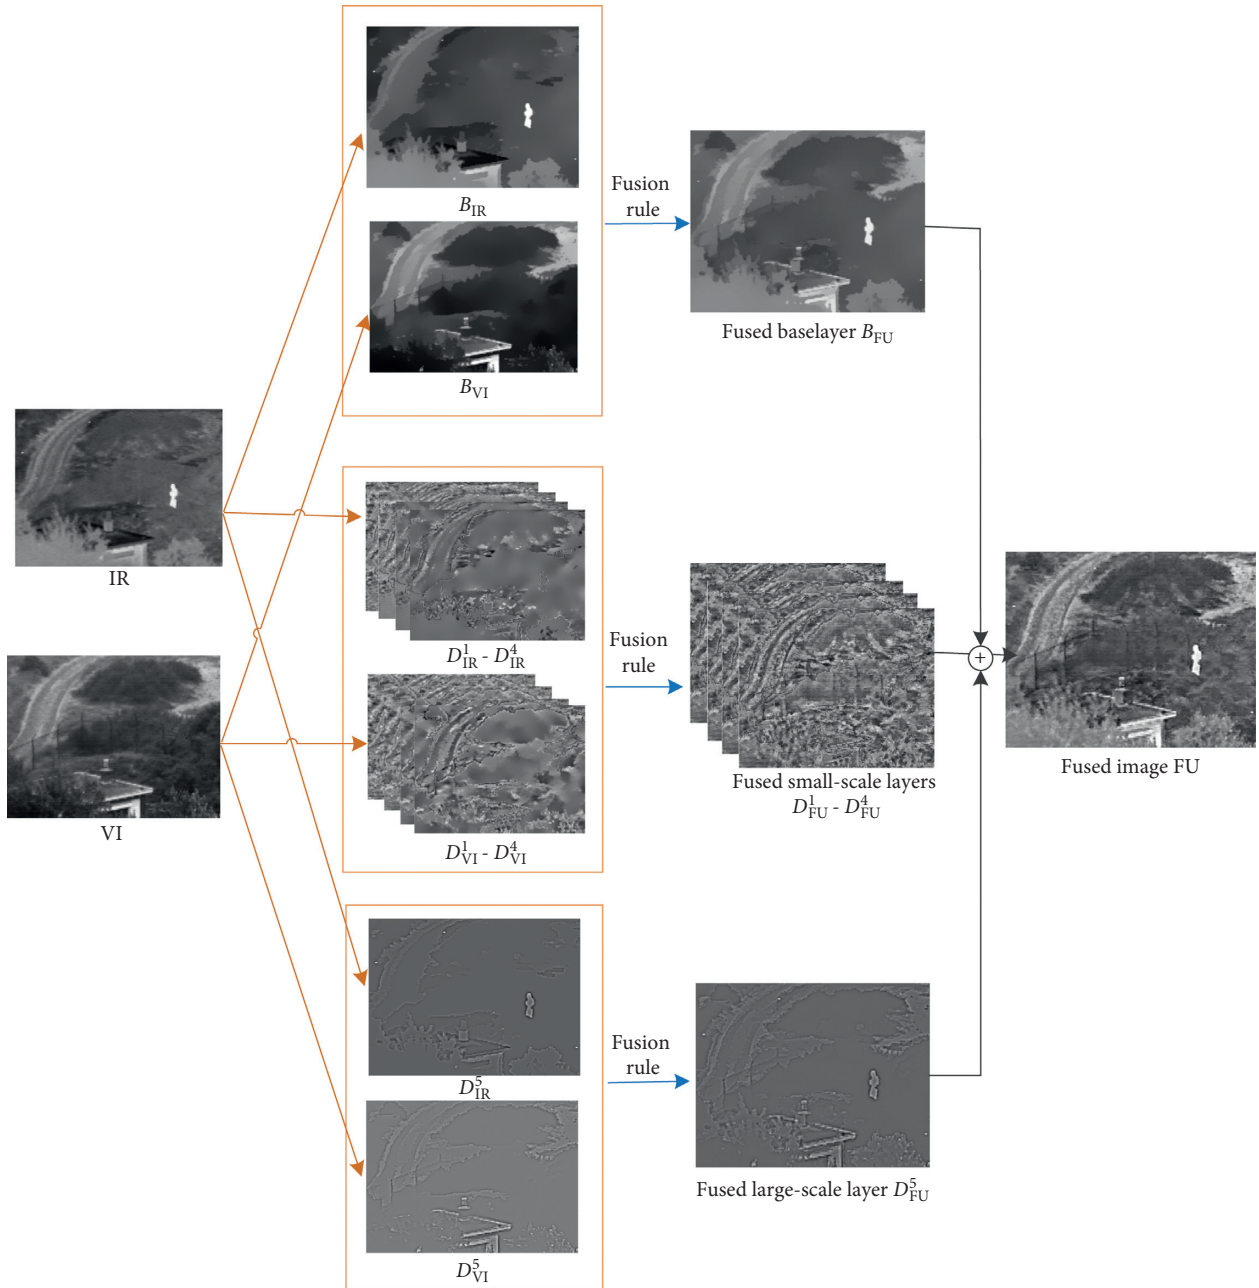 B_IR
Fusion
rule
B_VI
Fused baselayer B_FU
IR
D^1_IR - D^4_IR
Fusion
rule
Fused small-scale layers
D^1_FU - D^4_FU
+
Fused image FU
VI
D^1_VI - D^4_VI
D^5_IR
Fusion
rule
Fused large-scale layer D^5_FU
D^5_VI